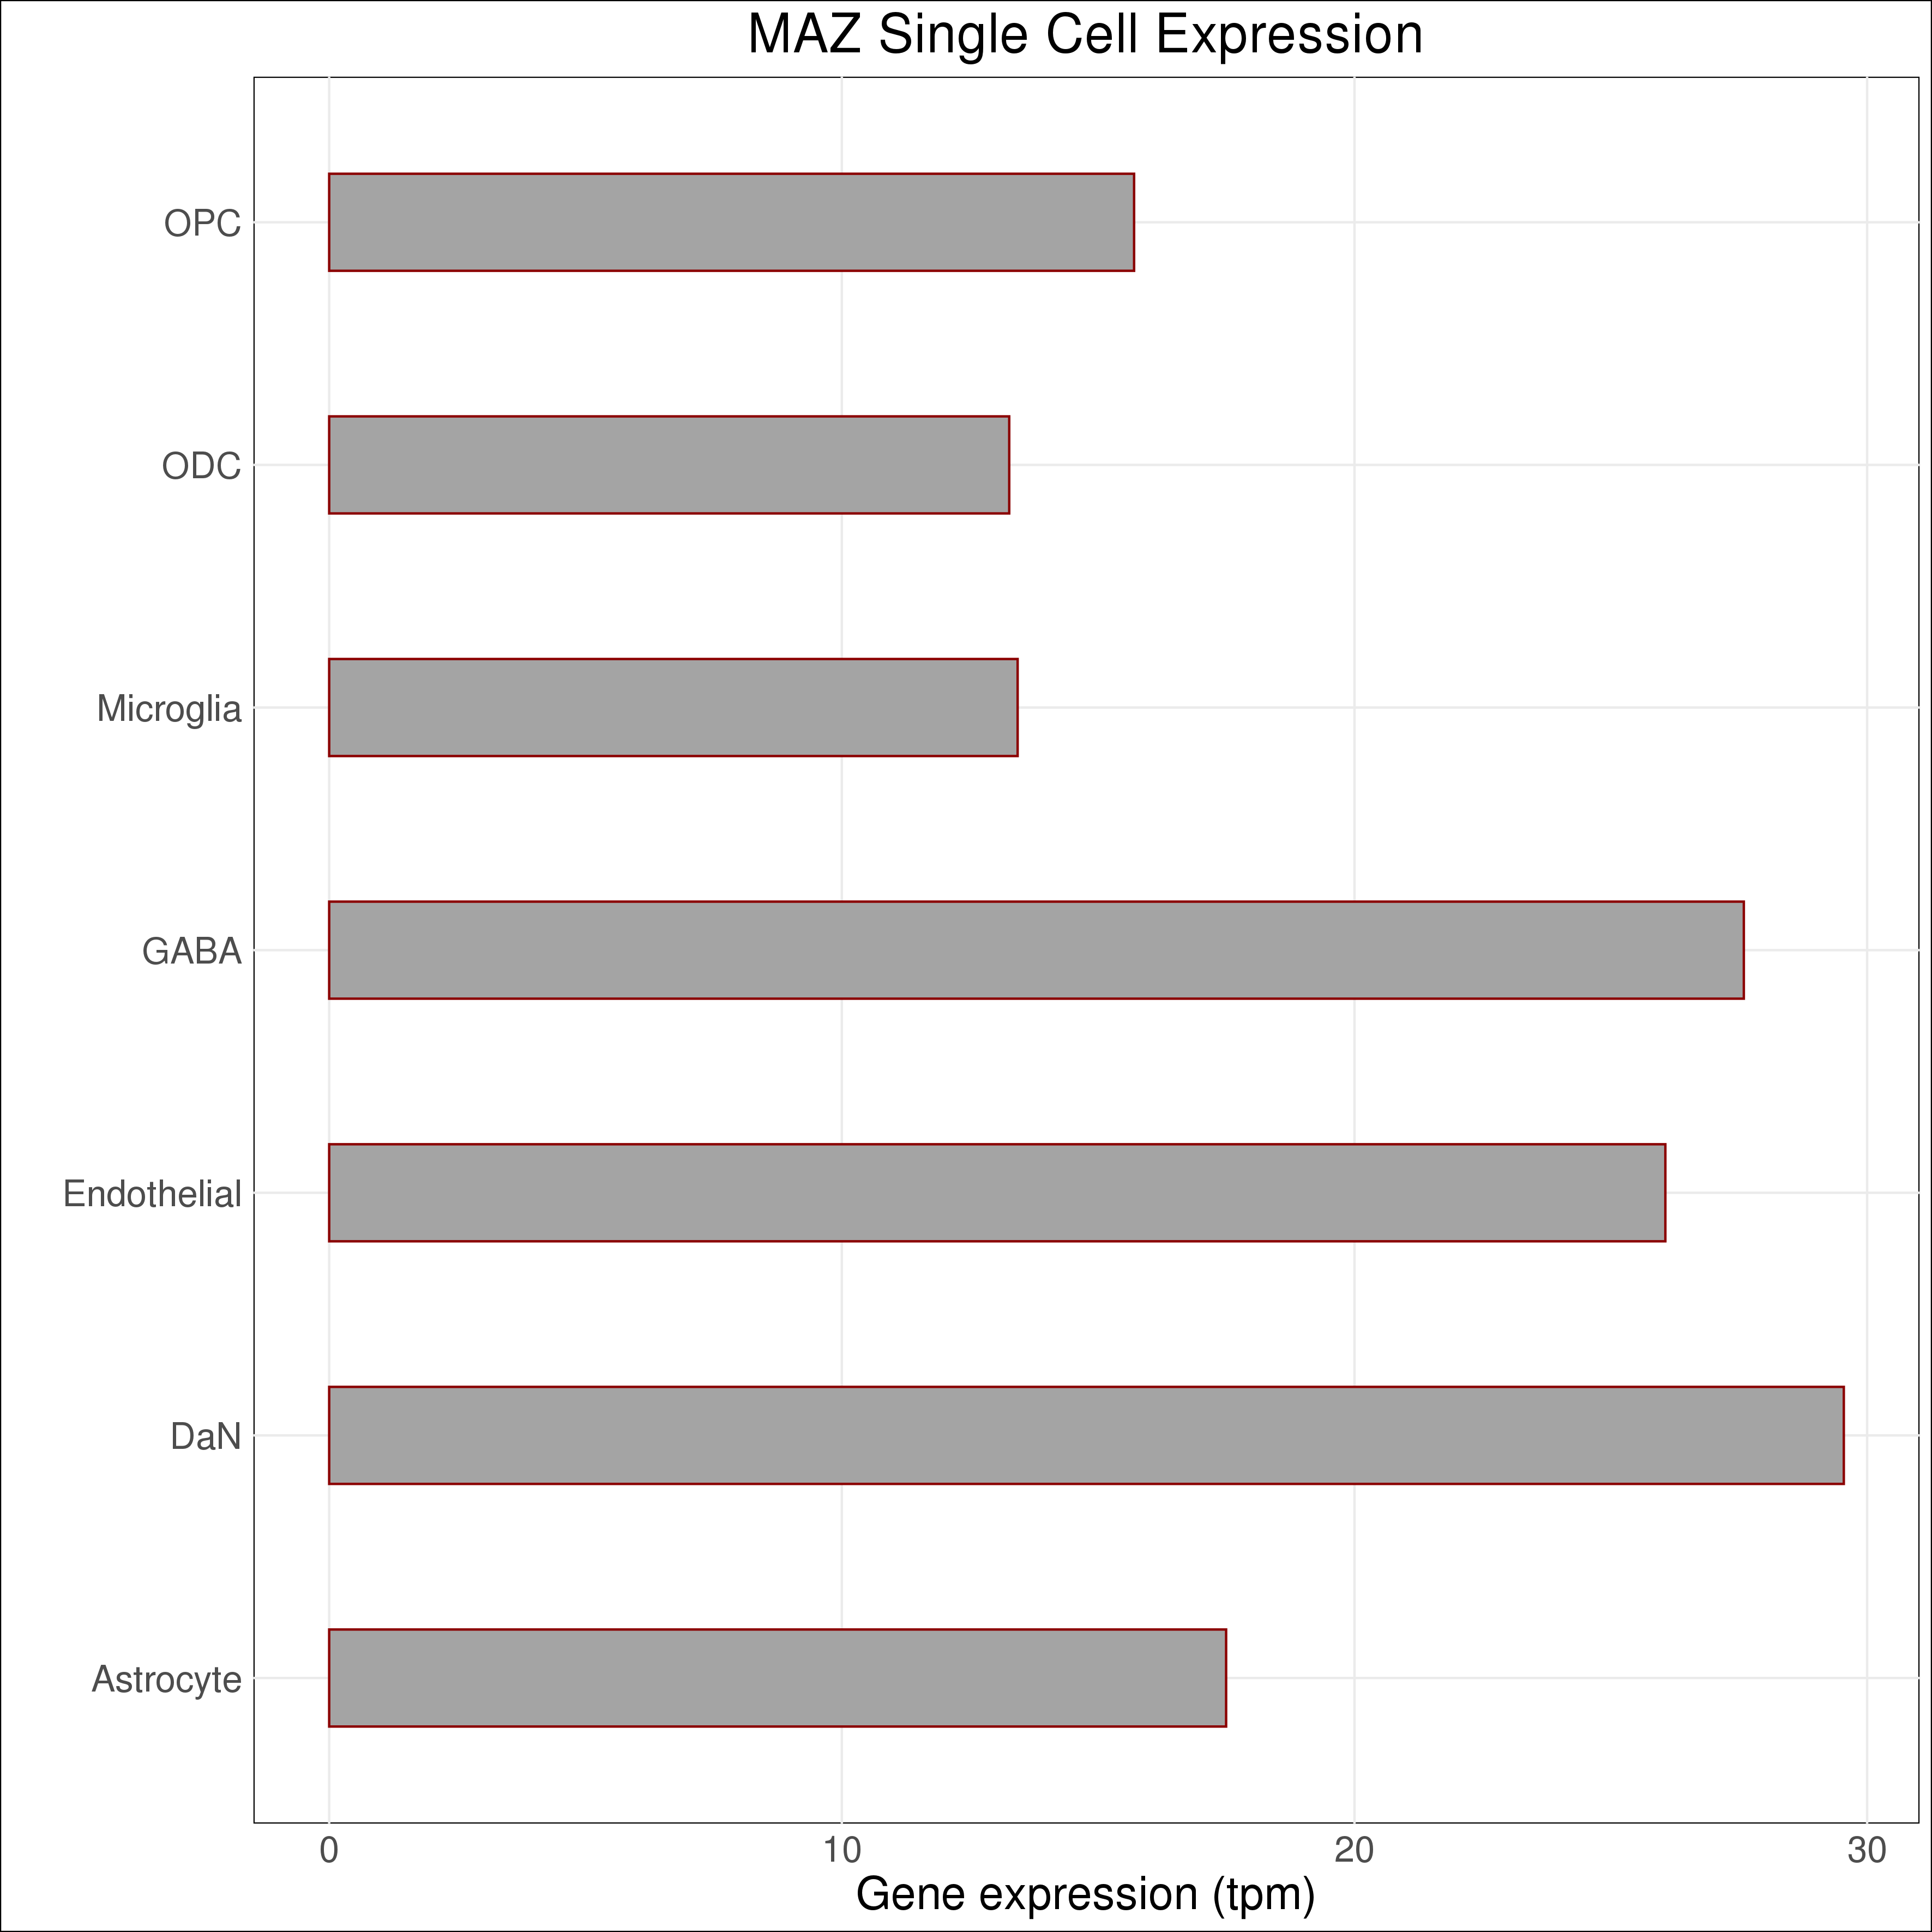 MAZ Single Cell Expression
OPC
ODC
Microglia
GABA
Endothelial
DaN
Astrocyte
0 10 20 30
Gene expression (tpm)